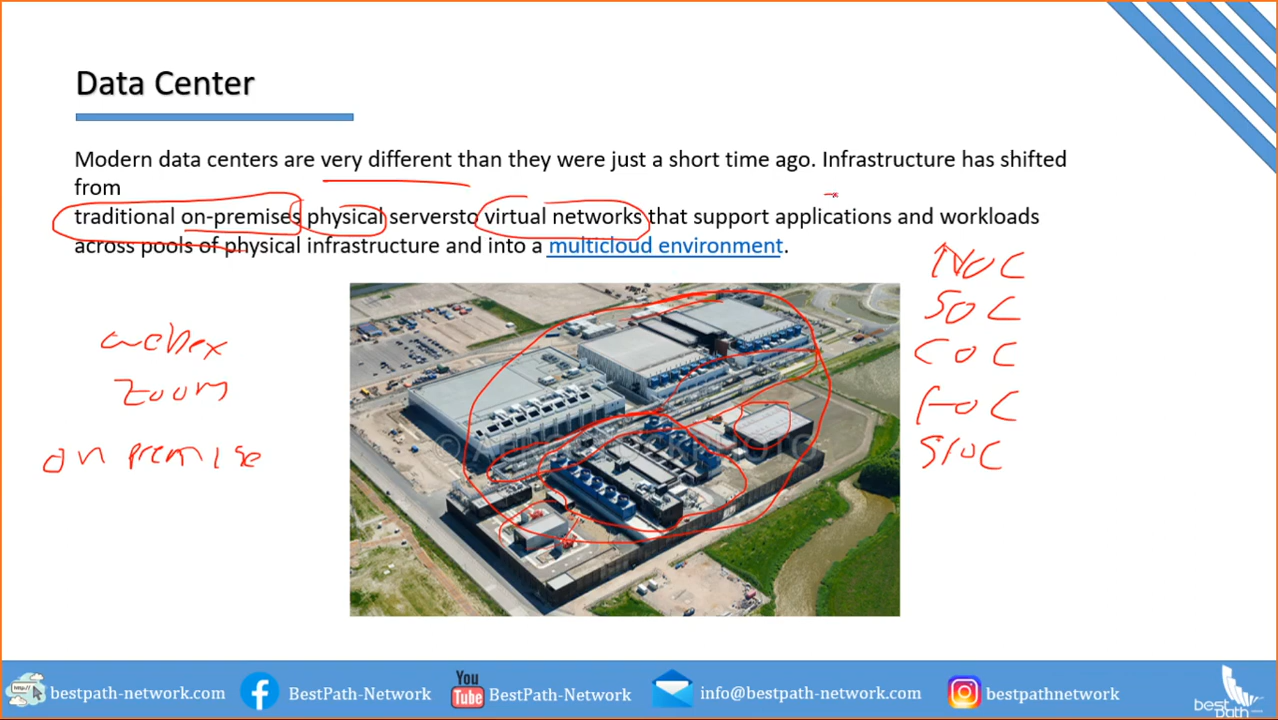 Data Center
Modern data centers are very different than they were just a short time ago. Infrastructure has shifted
from
traditional on-premises physical serversto virtual networks that support applications and workloads
across pools of physical infrastructure and into a multicloud environment.
NOC
SOC
COC
FOC
webex
zoom
on premise
http://
bestpath-network.com
BestPath-Network
You
Tube
BestPath-Network
info@bestpath-network.com
bestpathnetwork
best
path